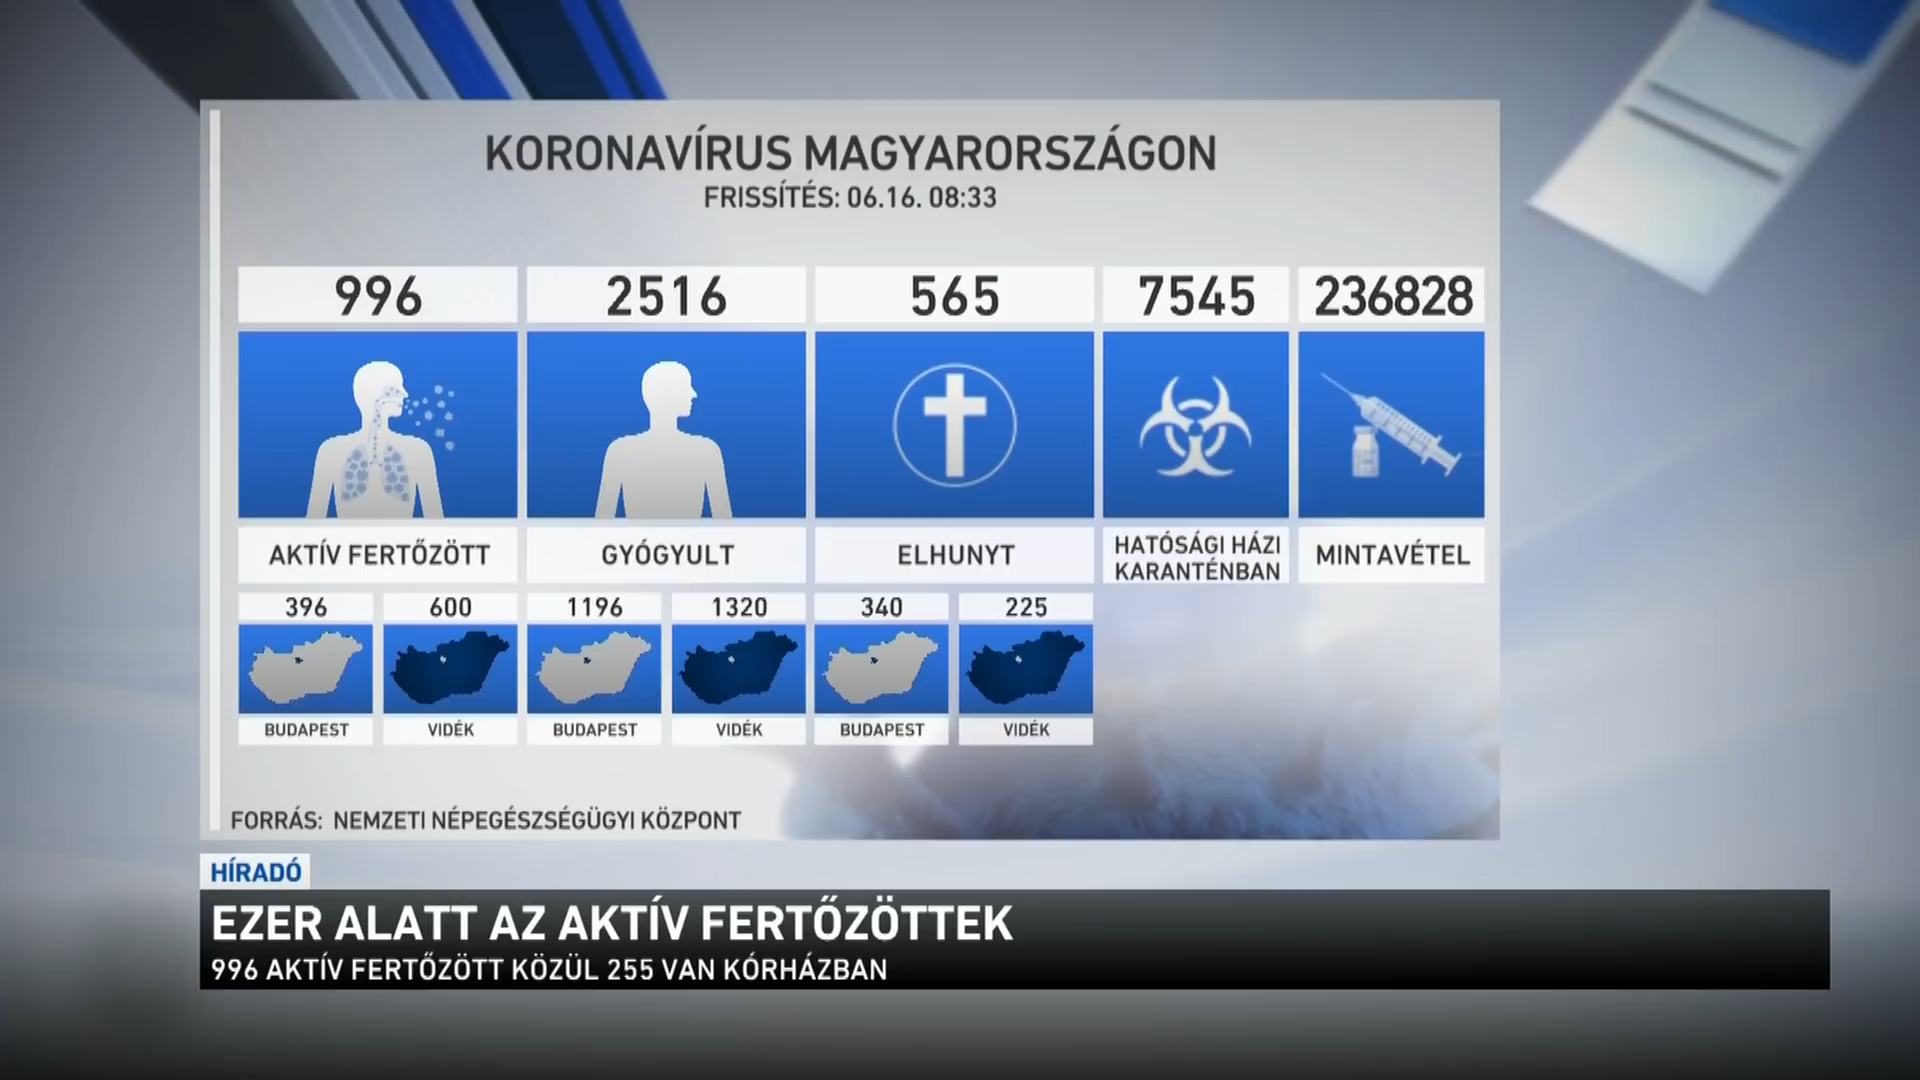 KORONAVÍRUS MAGYARORSZÁGON
FRISSÍTÉS: 06.16. 08:33
996
2516
565
7545
236828
AKTÍV FERTŐZÖTT
GYÓGYULT
ELHUNYT
HATÓSÁGI HÁZI
KARANTÉNBAN
MINTAVÉTEL
396
600
1196
1320
340
225
BUDAPEST
VIDÉK
BUDAPEST
VIDÉK
BUDAPEST
VIDÉK
FORRÁS: NEMZETI NÉPEGÉSZSÉGÜGYI KÖZPONT
HÍRADÓ
EZER ALATT AZ AKTÍV FERTŐZÖTTEK
996 AKTÍV FERTŐZÖTT KÖZÜL 255 VAN KÓRHÁZBAN